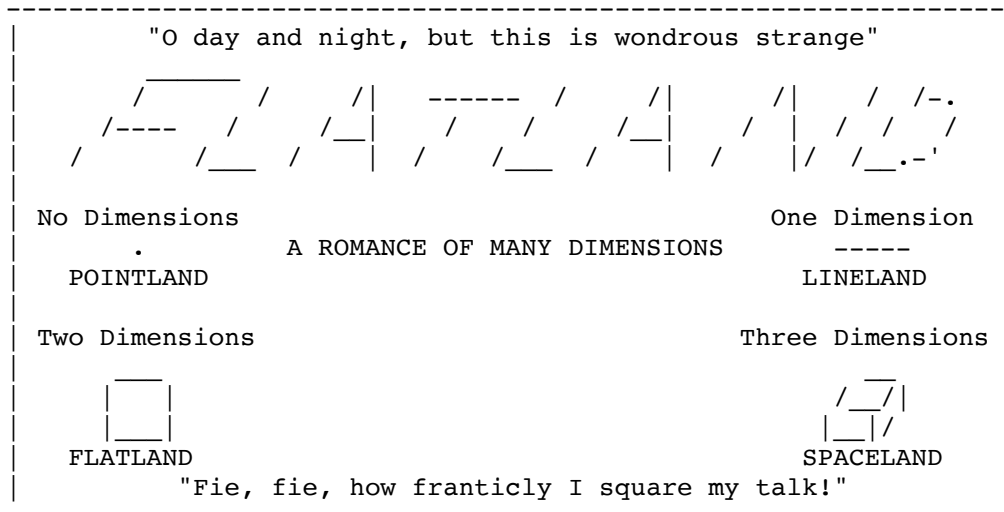 "O day and night, but this is wondrous strange"
FLATLAND
No Dimensions One Dimension
A ROMANCE OF MANY DIMENSIONS
POINTLAND LINELAND
Two Dimensions Three Dimensions
FLATLAND SPACELAND
"Fie, fie, how franticly I square my talk!"